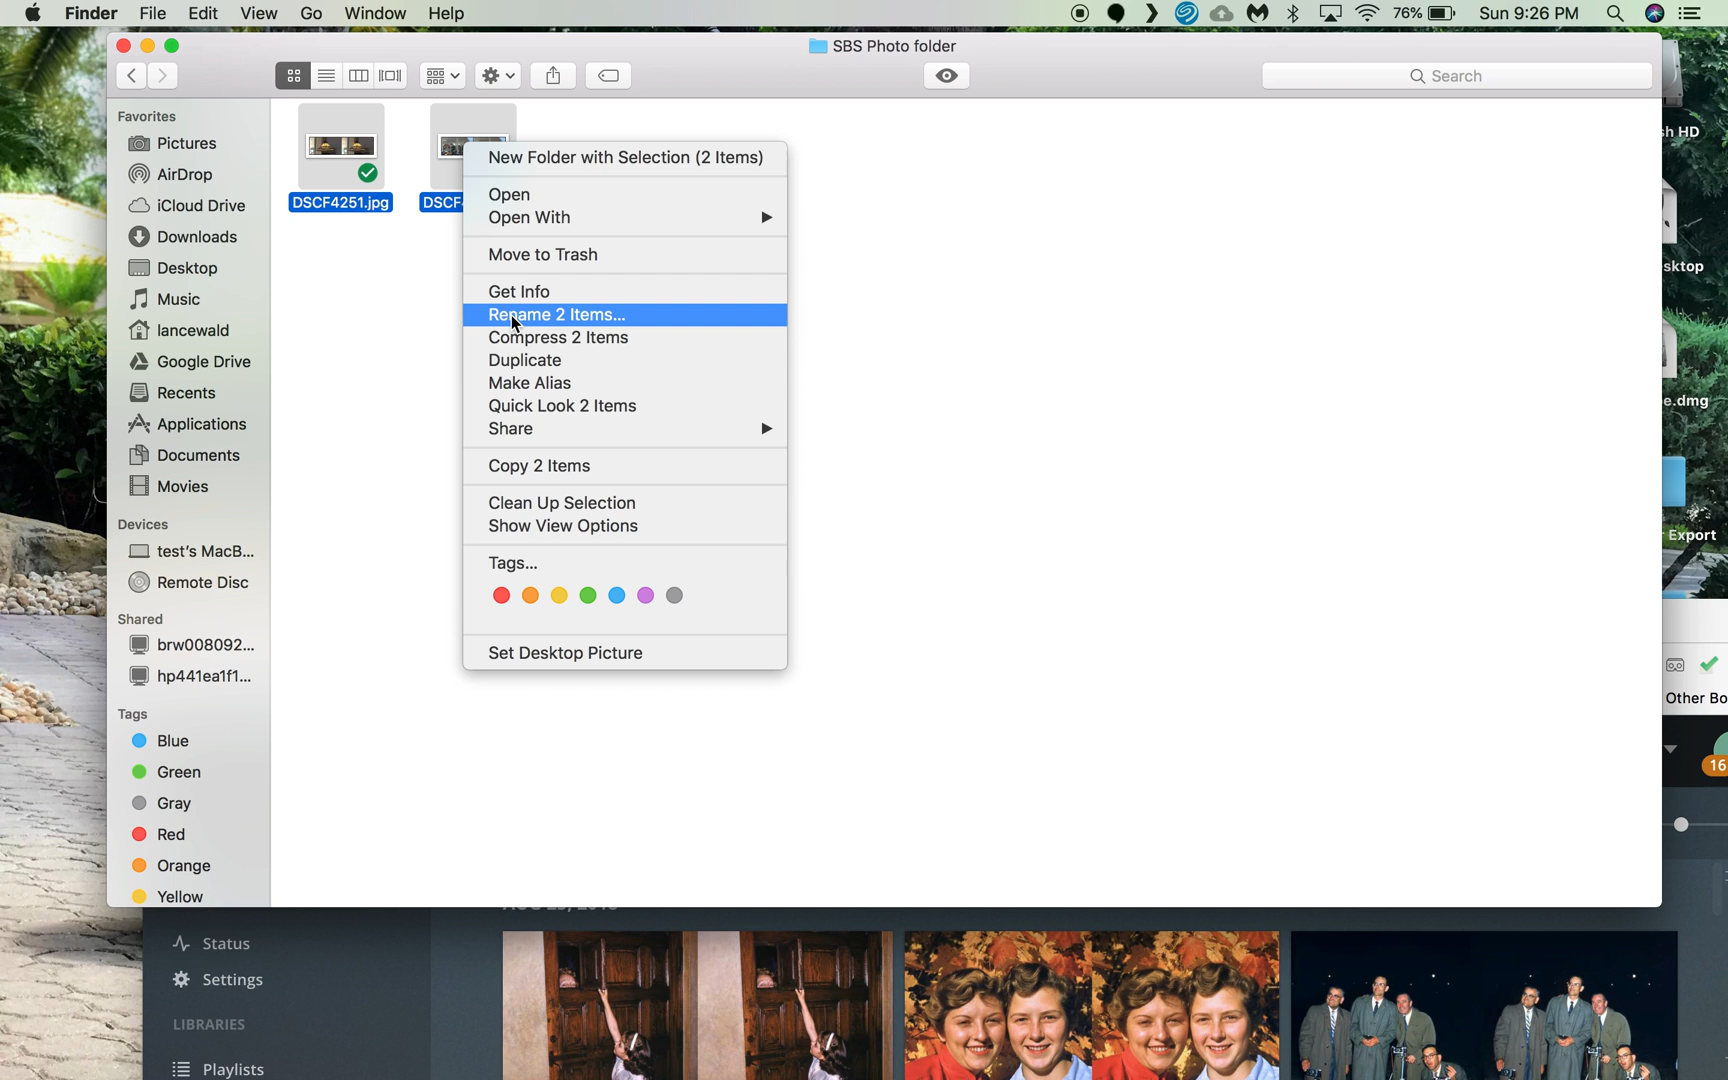 Finder File Edit View Go Window Help 76% Sun 9:26 PM
SBS Photo folder
Search
Favorites
Pictures
AirDrop
iCloud Drive
Downloads
Desktop
Music
lancewald
Google Drive
Recents
Applications
Documents
Movies
Devices
test's MacB...
Remote Disc
Shared
brw008092...
hp441ea1f1...
Tags
Blue
Green
Gray
Red
Orange
Yellow
DSCF4251.jpg DSCF
New Folder with Selection (2 Items)
Open
Open With
Move to Trash
Get Info
Rename 2 Items...
Compress 2 Items
Duplicate
Make Alias
Quick Look 2 Items
Share
Copy 2 Items
Clean Up Selection
Show View Options
Tags...
Set Desktop Picture
sh HD
sktop
e.dmg
Export
Other Bo
16
Status
Settings
LIBRARIES
Playlists